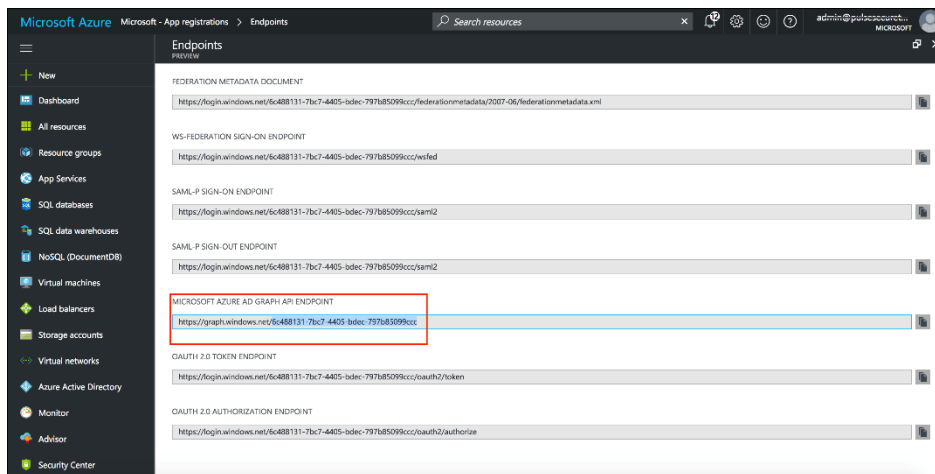 Microsoft Azure Microsoft - App registrations > Endpoints
Search resources
12
admin@pulsesecuret...
MICROSOFT
Endpoints
PREVIEW
New
Dashboard
All resources
Resource groups
App Services
SQL databases
SQL data warehouses
NoSQL (DocumentDB)
Virtual machines
Load balancers
Storage accounts
Virtual networks
Azure Active Directory
Monitor
Advisor
Security Center
FEDERATION METADATA DOCUMENT
https://login.windows.net/6c488131-7bc7-4405-bdec-797b85099ccc/federationmetadata/2007-06/federationmetadata.xml
WS-FEDERATION SIGN-ON ENDPOINT
https://login.windows.net/6c488131-7bc7-4405-bdec-797b85099ccc/wsfed
SAML-P SIGN-ON ENDPOINT
https://login.windows.net/6c488131-7bc7-4405-bdec-797b85099ccc/saml2
SAML-P SIGN-OUT ENDPOINT
https://login.windows.net/6c488131-7bc7-4405-bdec-797b85099ccc/saml2
MICROSOFT AZURE AD GRAPH API ENDPOINT
https://graph.windows.net/6c488131-7bc7-4405-bdec-797b85099ccc
OAUTH 2.0 TOKEN ENDPOINT
https://login.windows.net/6c488131-7bc7-4405-bdec-797b85099ccc/oauth2/token
OAUTH 2.0 AUTHORIZATION ENDPOINT
https://login.windows.net/6c488131-7bc7-4405-bdec-797b85099ccc/oauth2/authorize